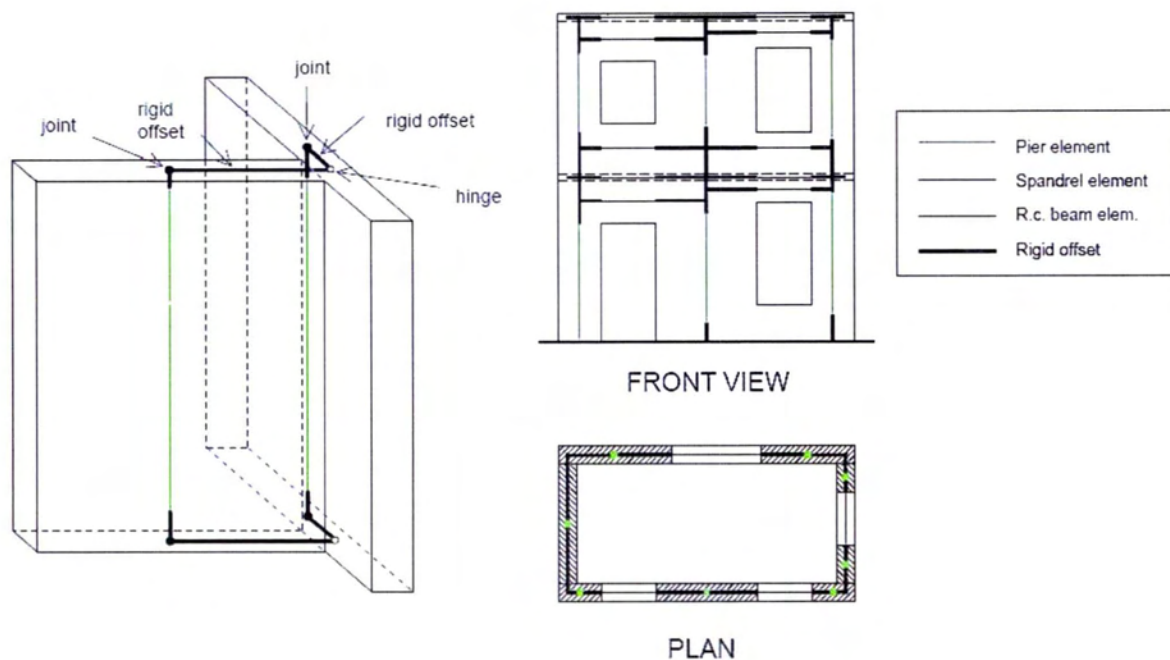 joint
rigid
offset
joint
rigid offset
hinge
FRONT VIEW
Pier element
Spandrel element
R.c. beam elem.
Rigid offset
PLAN